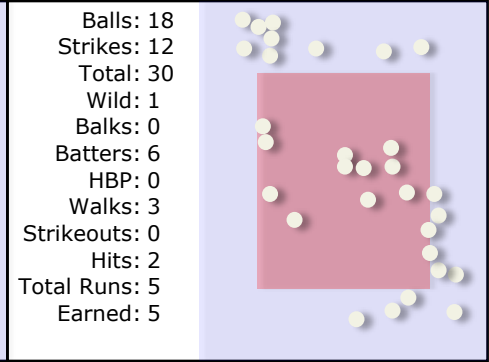 Balls: 18
Strikes: 12
Total: 30
Wild: 1
Balks: 0
Batters: 6
HBP: 0
Walks: 3
Strikeouts: 0
Hits: 2
Total Runs: 5
Earned: 5